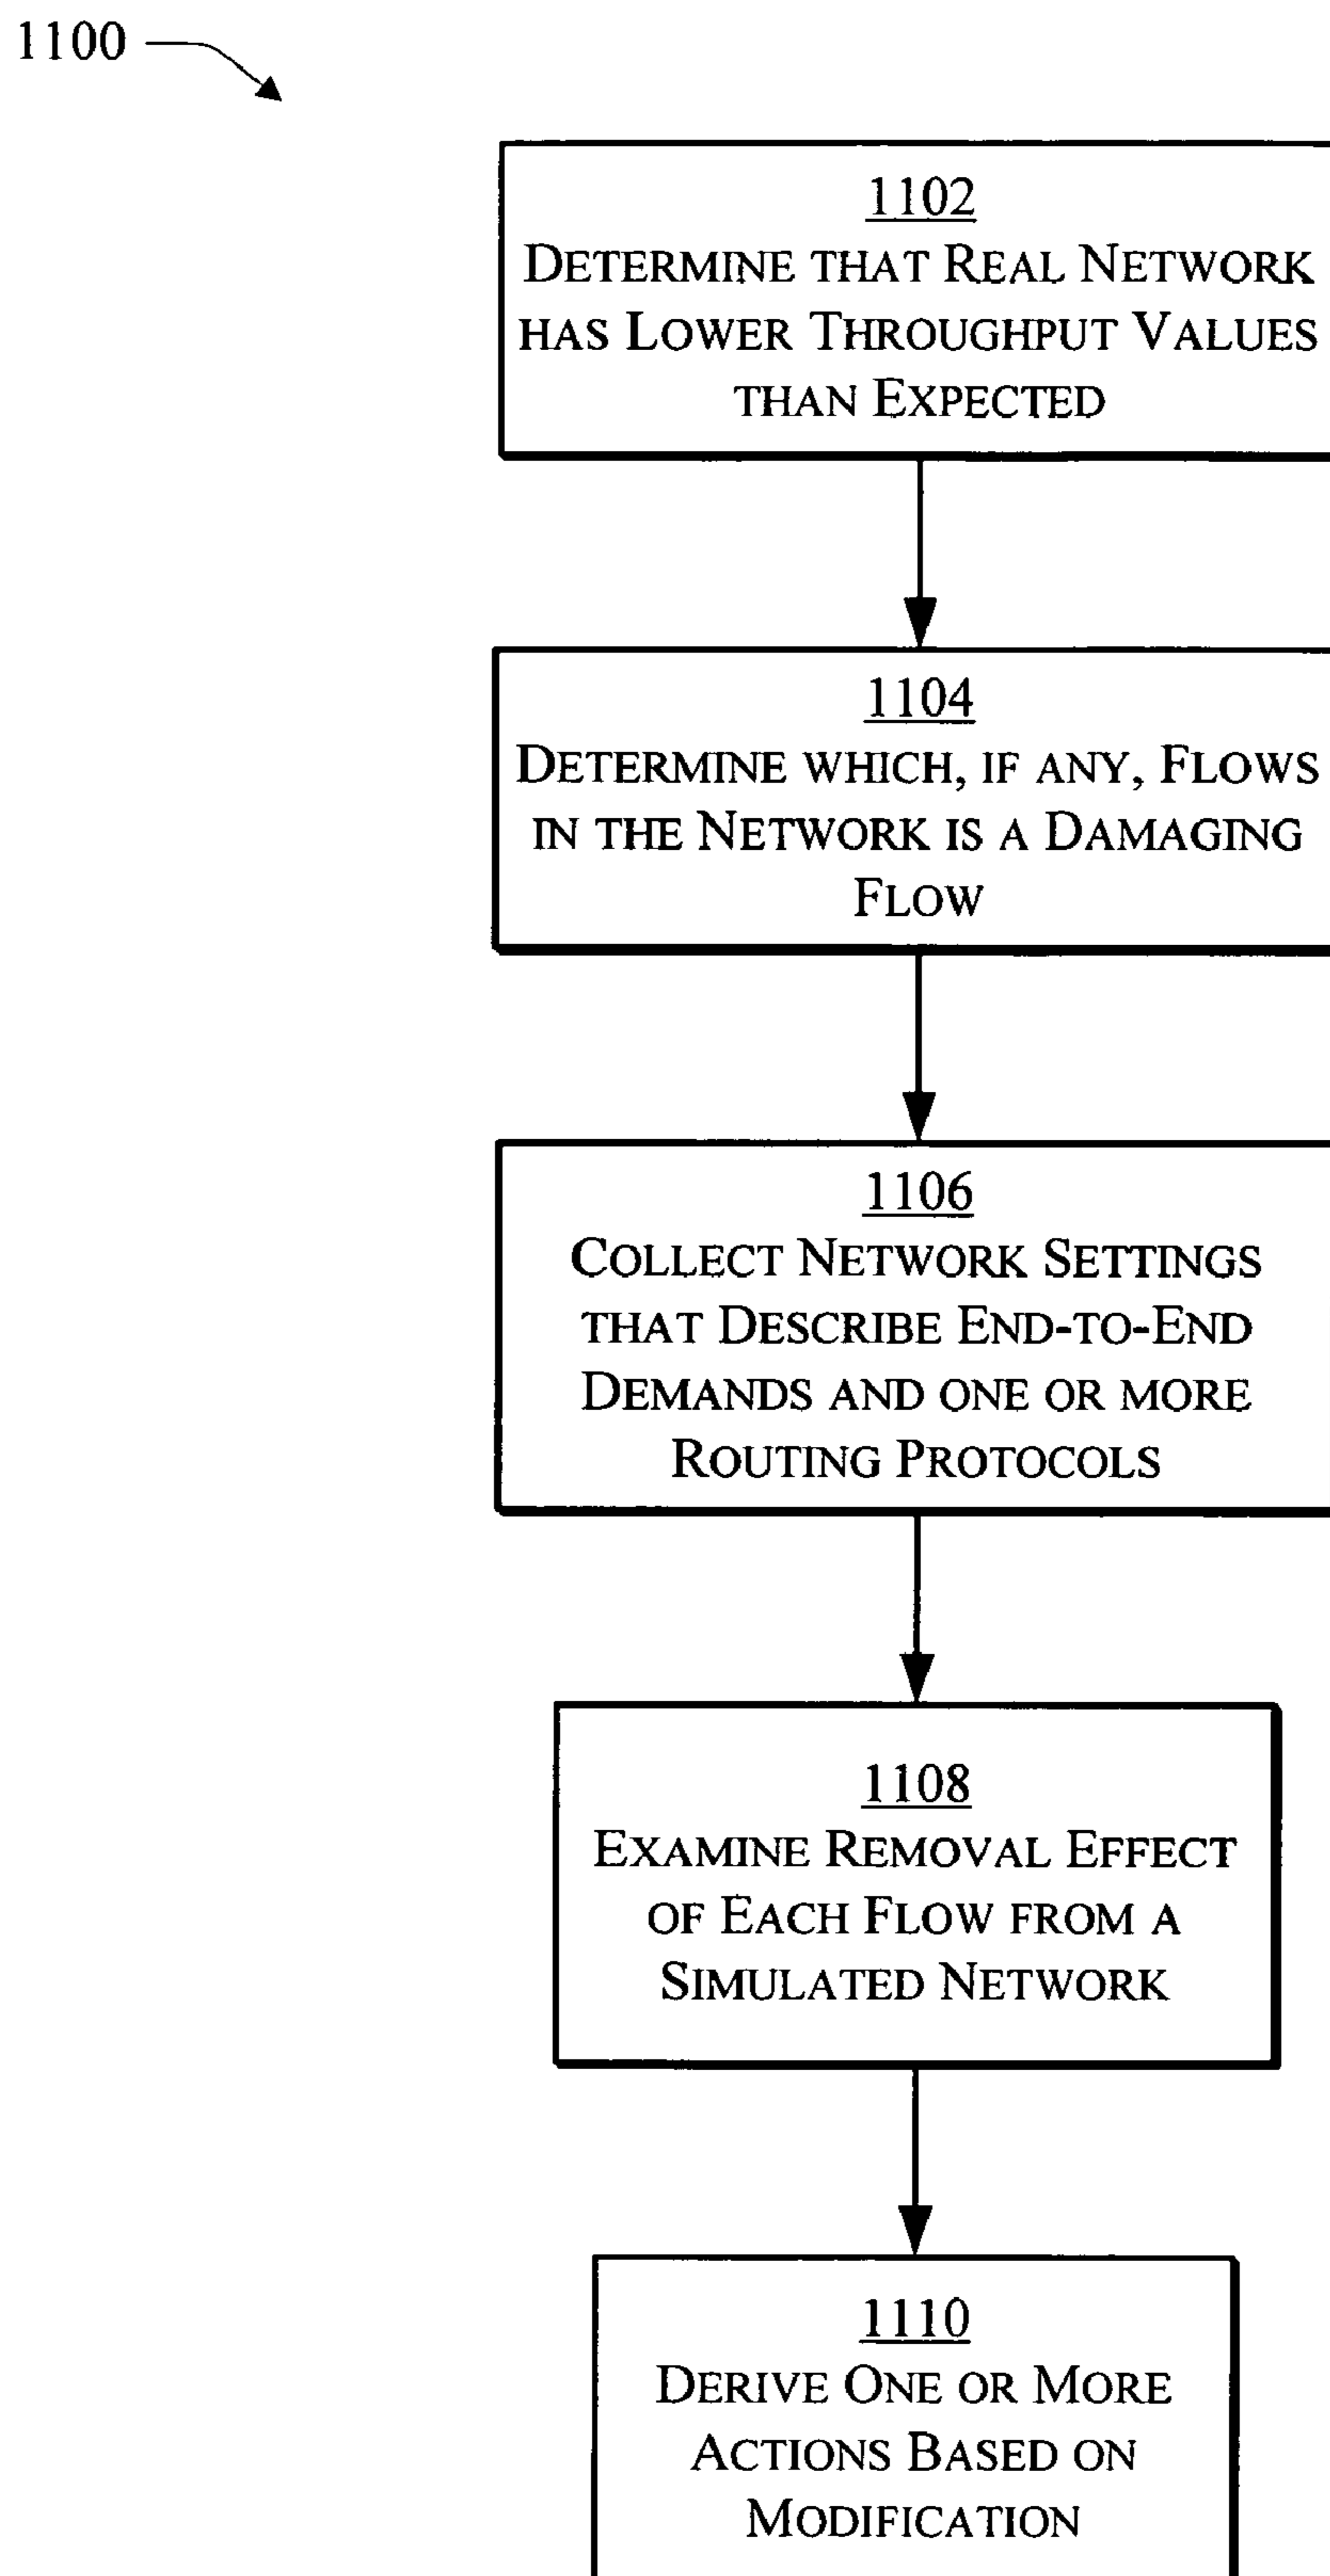 1100
1102
DETERMINE THAT REAL NETWORK
HAS LOWER THROUGHPUT VALUES
THAN EXPECTED
1104
DETERMINE WHICH, IF ANY, FLOWS
IN THE NETWORK IS A DAMAGING
FLOW
1106
COLLECT NETWORK SETTINGS
THAT DESCRIBE END-TO-END
DEMANDS AND ONE OR MORE
ROUTING PROTOCOLS
1108
EXAMINE REMOVAL EFFECT
OF EACH FLOW FROM A
SIMULATED NETWORK
1110
DERIVE ONE OR MORE
ACTIONS BASED ON
MODIFICATION